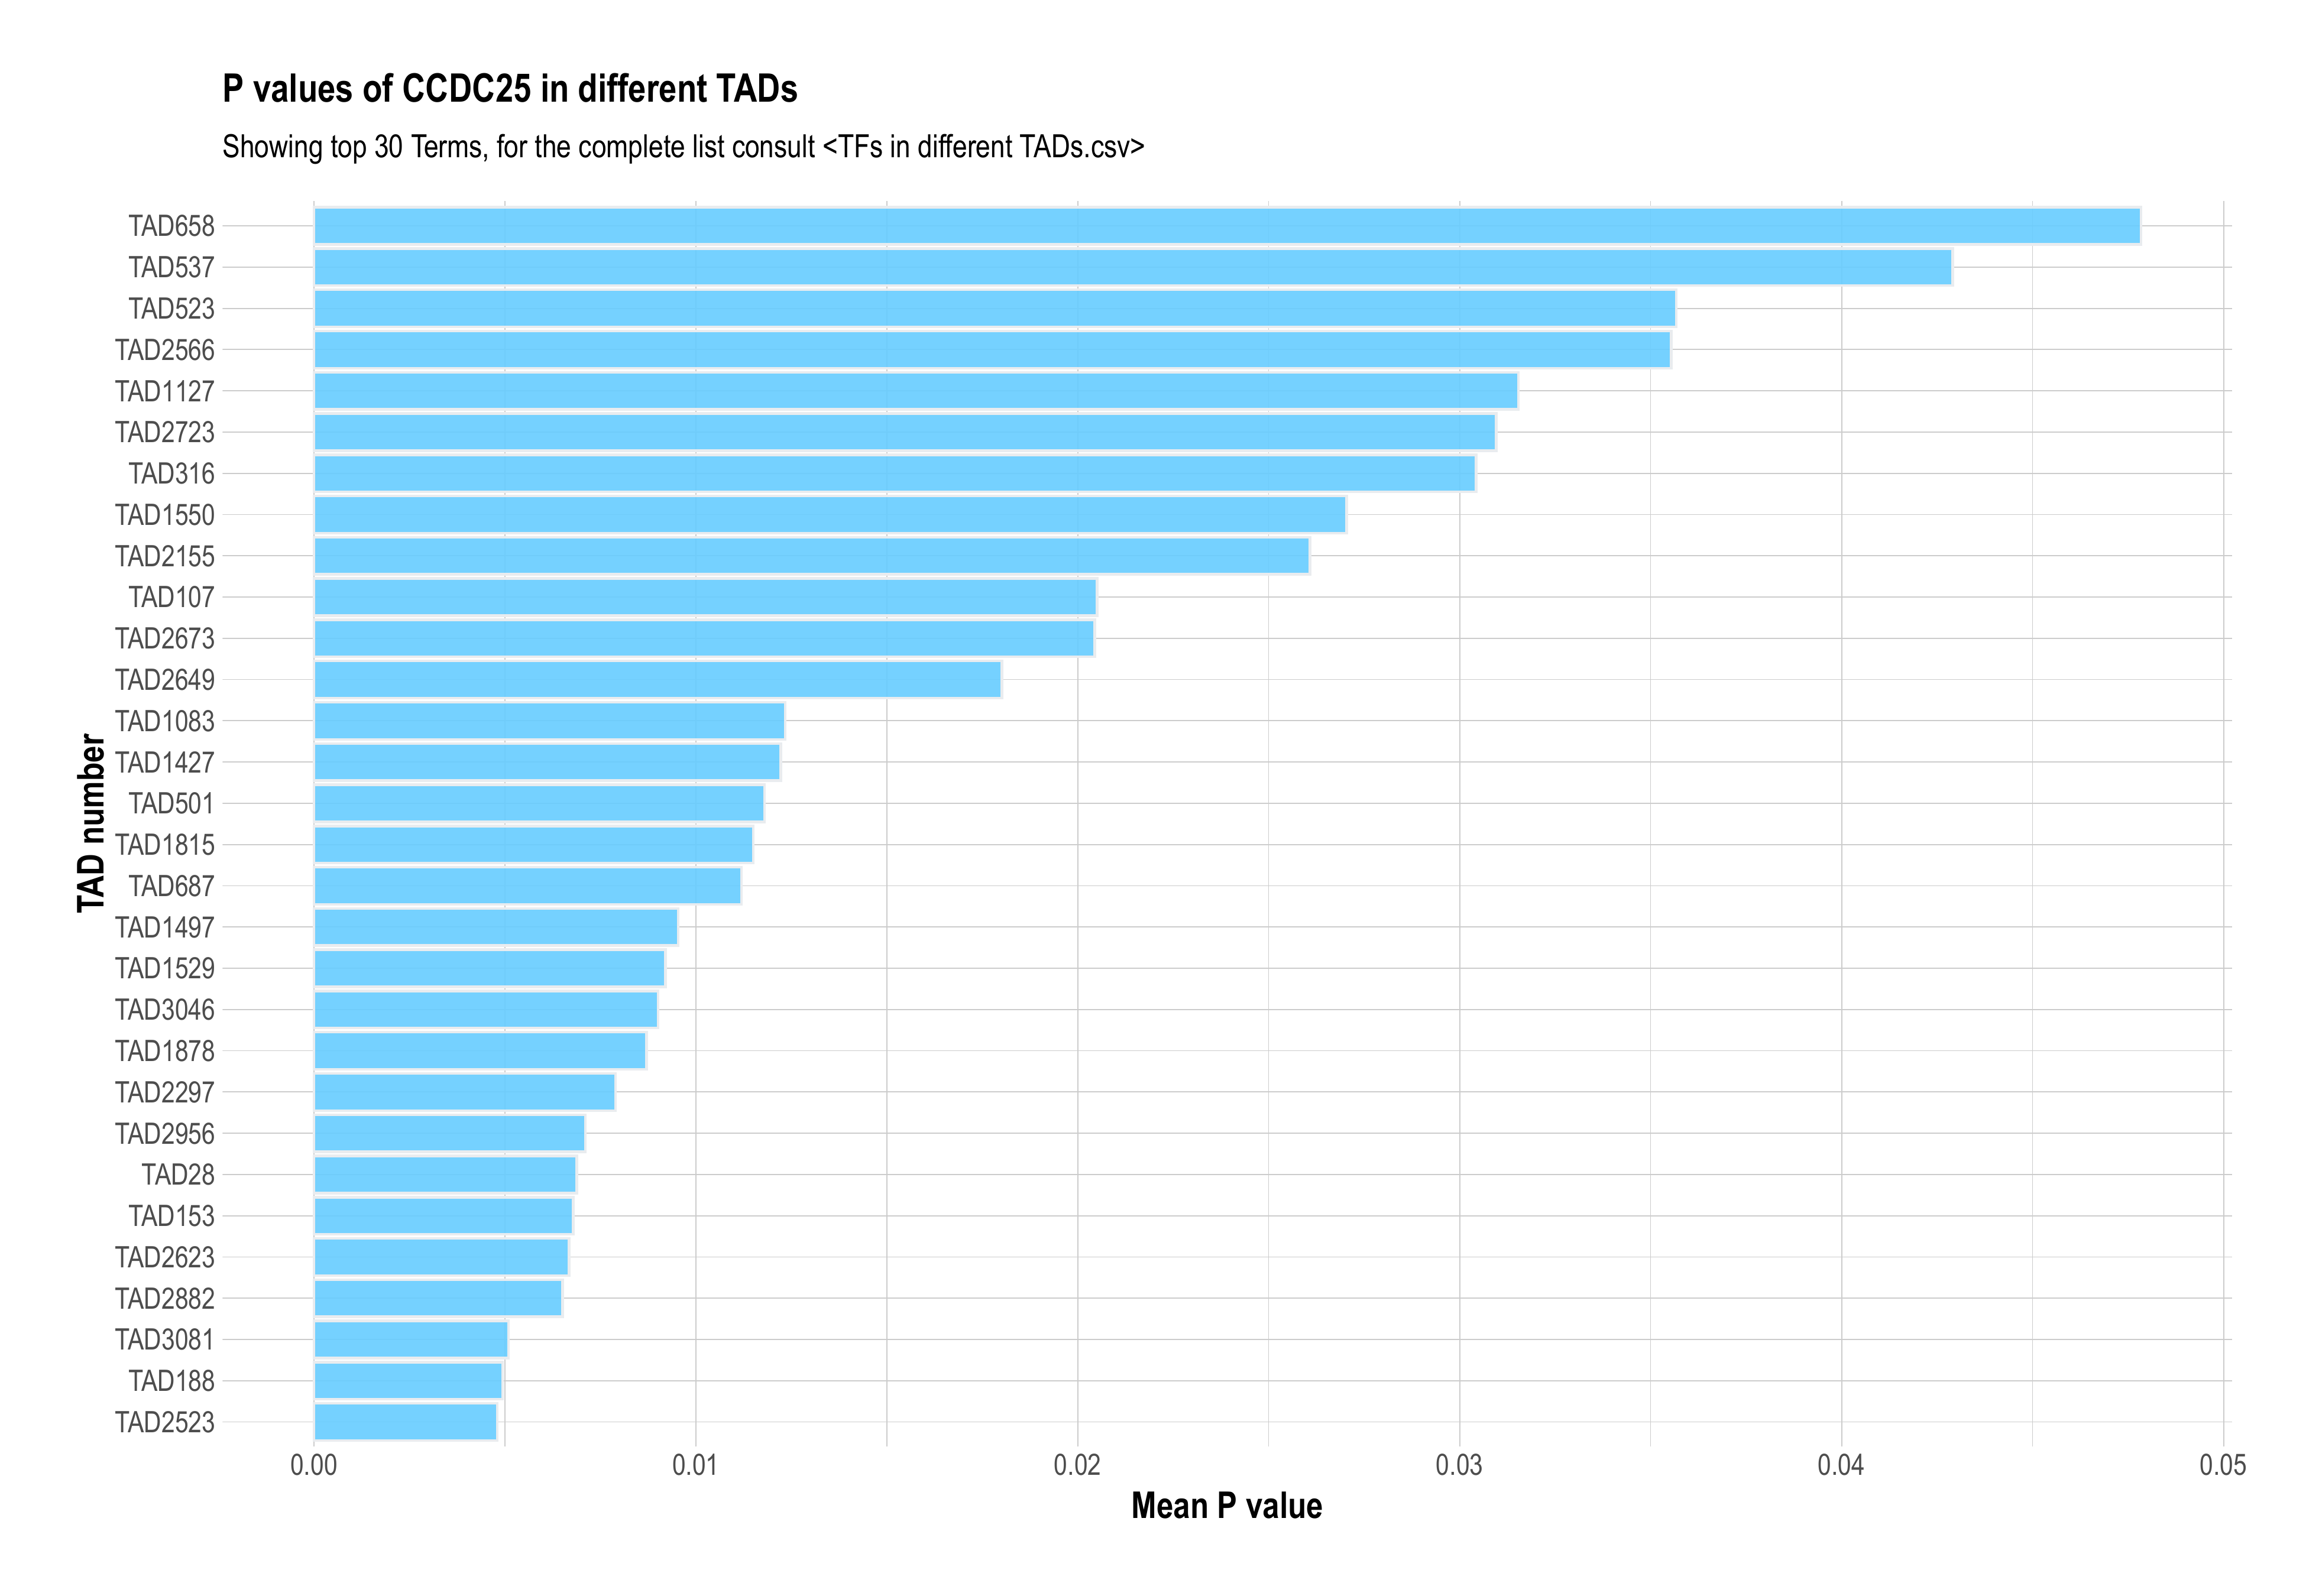 P values of CCDC25 in different TADs
Showing top 30 Terms, for the complete list consult <TFs in different TADs.csv>
TAD658
TAD537
TAD523
TAD2566
TAD1127
TAD2723
TAD316
TAD1550
TAD2155
TAD107
TAD2673
TAD2649
TAD1083
TAD1427
TAD501
TAD1815
TAD687
TAD1497
TAD1529
TAD3046
TAD1878
TAD2297
TAD2956
TAD28
TAD153
TAD2623
TAD2882
TAD3081
TAD188
TAD2523
TAD number
0.00 0.01 0.02 0.03 0.04 0.05
Mean P value